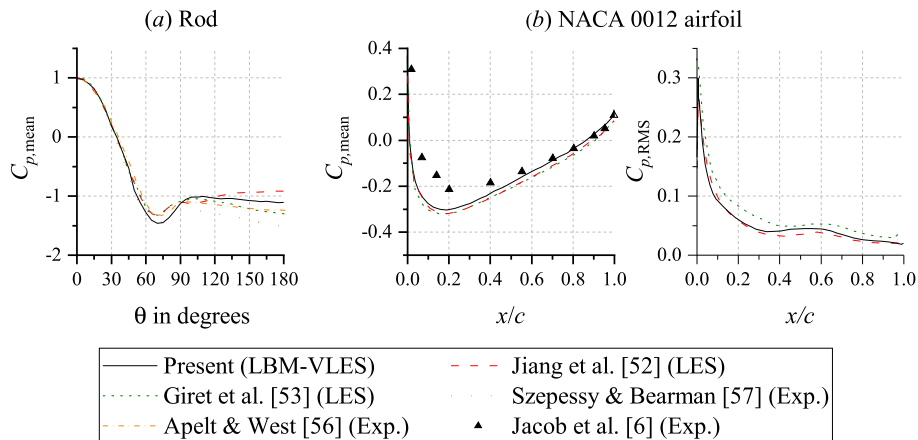 (a) Rod
(b) NACA 0012 airfoil
1
0
-1
-2
C_{p,mean}
0 30 60 90 120 150 180
θ in degrees
0.4
0.2
0.0
-0.2
-0.4
C_{p,mean}
0.0 0.2 0.4 0.6 0.8 1.0
x/c
0.3
0.2
0.1
0.0
C_{p,RMS}
0.0 0.2 0.4 0.6 0.8 1.0
x/c
Present (LBM-VLES)
Jiang et al. [52] (LES)
Giret et al. [53] (LES)
Szepessy & Bearman [57] (Exp.)
Apelt & West [56] (Exp.)
Jacob et al. [6] (Exp.)